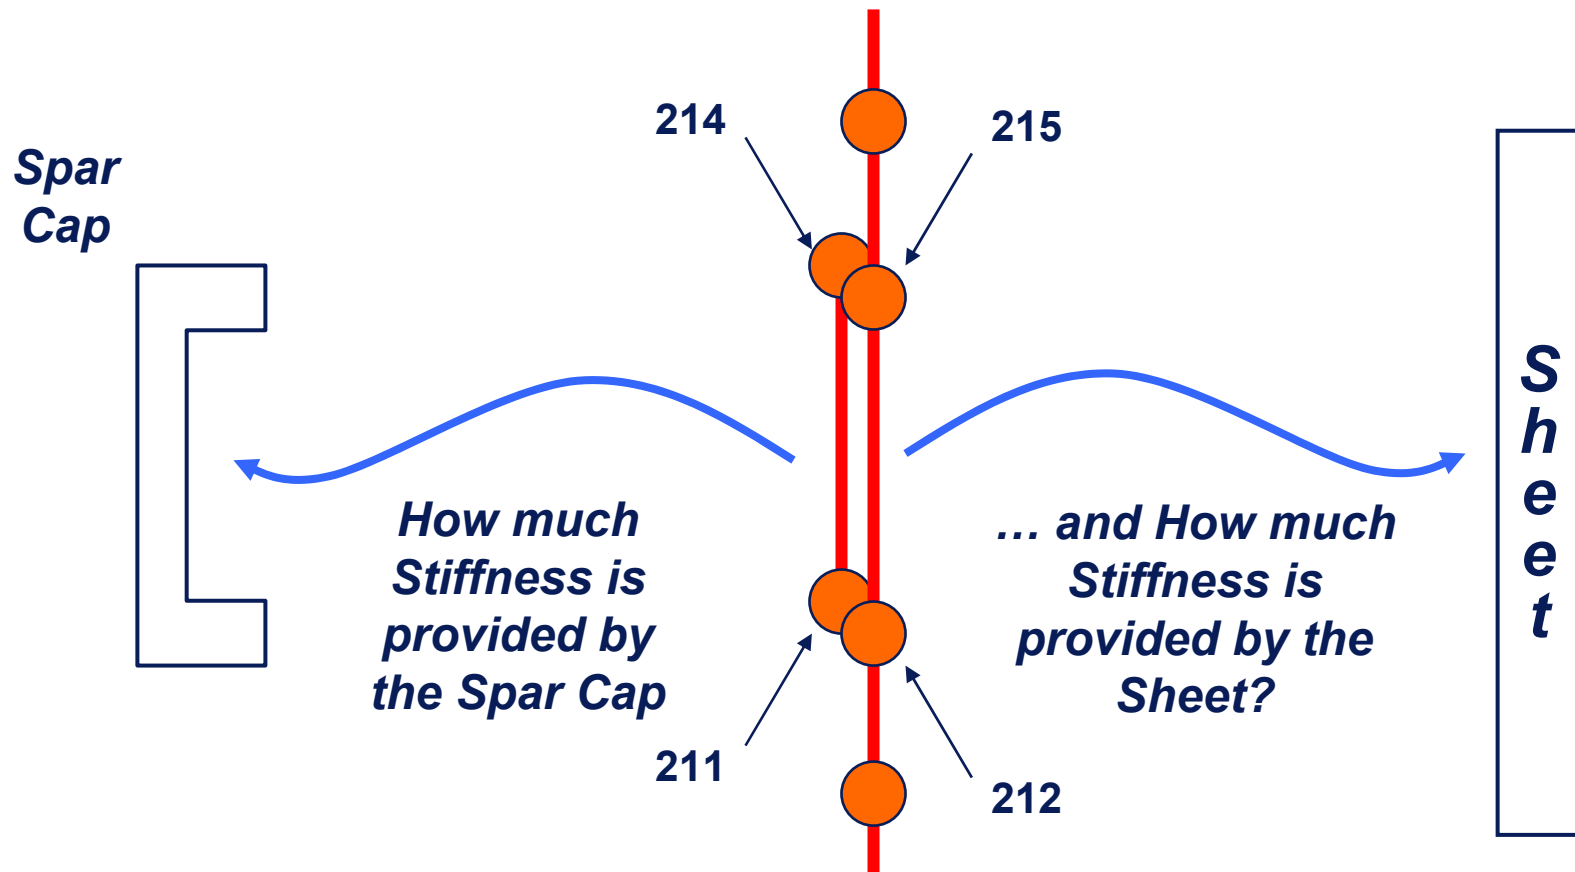 214
215
Spar
Cap
How much
Stiffness is
provided by
the Spar Cap
… and How much
Stiffness is
provided by the
Sheet?
S
h
e
e
t
211
212